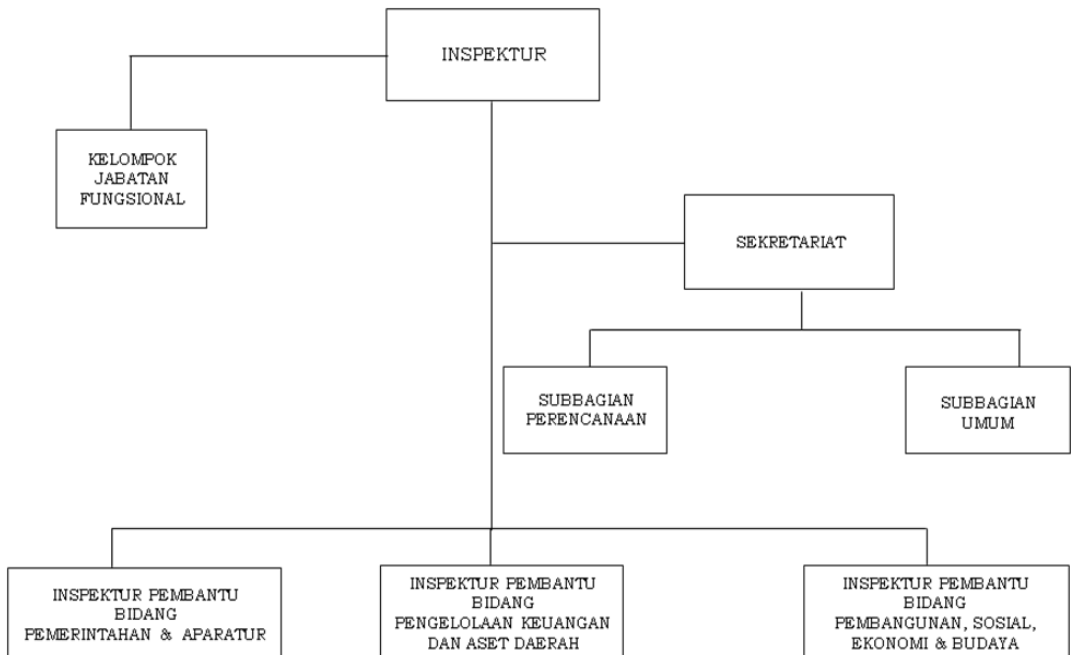 INSPEKTUR
KELOMPOK
JABATAN
FUNGSIONAL
SEKRETARIAT
SUBBAGIAN
PERENCANAAN
SUBBAGIAN
UMUM
INSPEKTUR PEMBANTU
BIDANG
PEMERINTAHAN & APARATUR
INSPEKTUR PEMBANTU
BIDANG
PENGELOLAAN KEUANGAN
DAN ASET DAERAH
INSPEKTUR PEMBANTU
BIDANG
PEMBANGUNAN, SOSIAL,
EKONOMI & BUDAYA